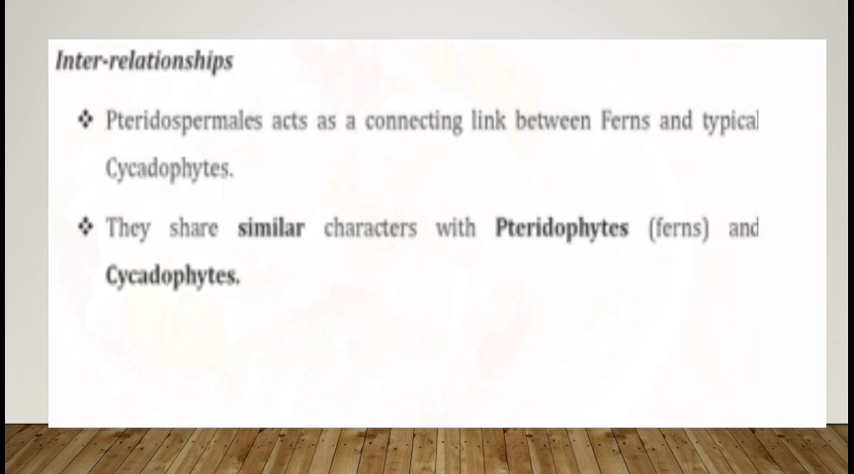 Inter-relationships
❖ Pteridospermales acts as a connecting link between Ferns and typical
Cycadophytes.
❖ They share similar characters with Pteridophytes (ferns) and
Cycadophytes.